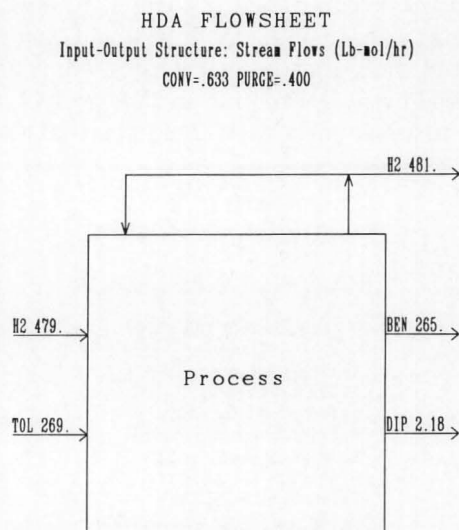 HDA FLOWSHEET
Input-Output Structure: Stream Flows (Lb-mol/hr)
CONV=.633 PURGE=.400
H2 481.
H2 479.
BEN 265.
Process
TOL 269.
DIP 2.18